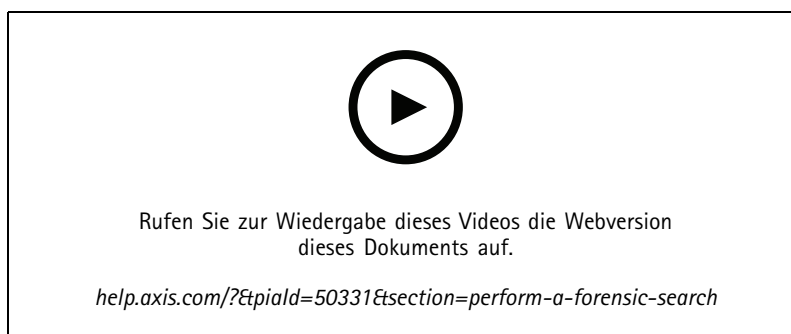 Rufen Sie zur Wiedergabe dieses Videos die Webversion
dieses Dokuments auf.
help.axis.com/?&piaId=50331&section=perform-a-forensic-search